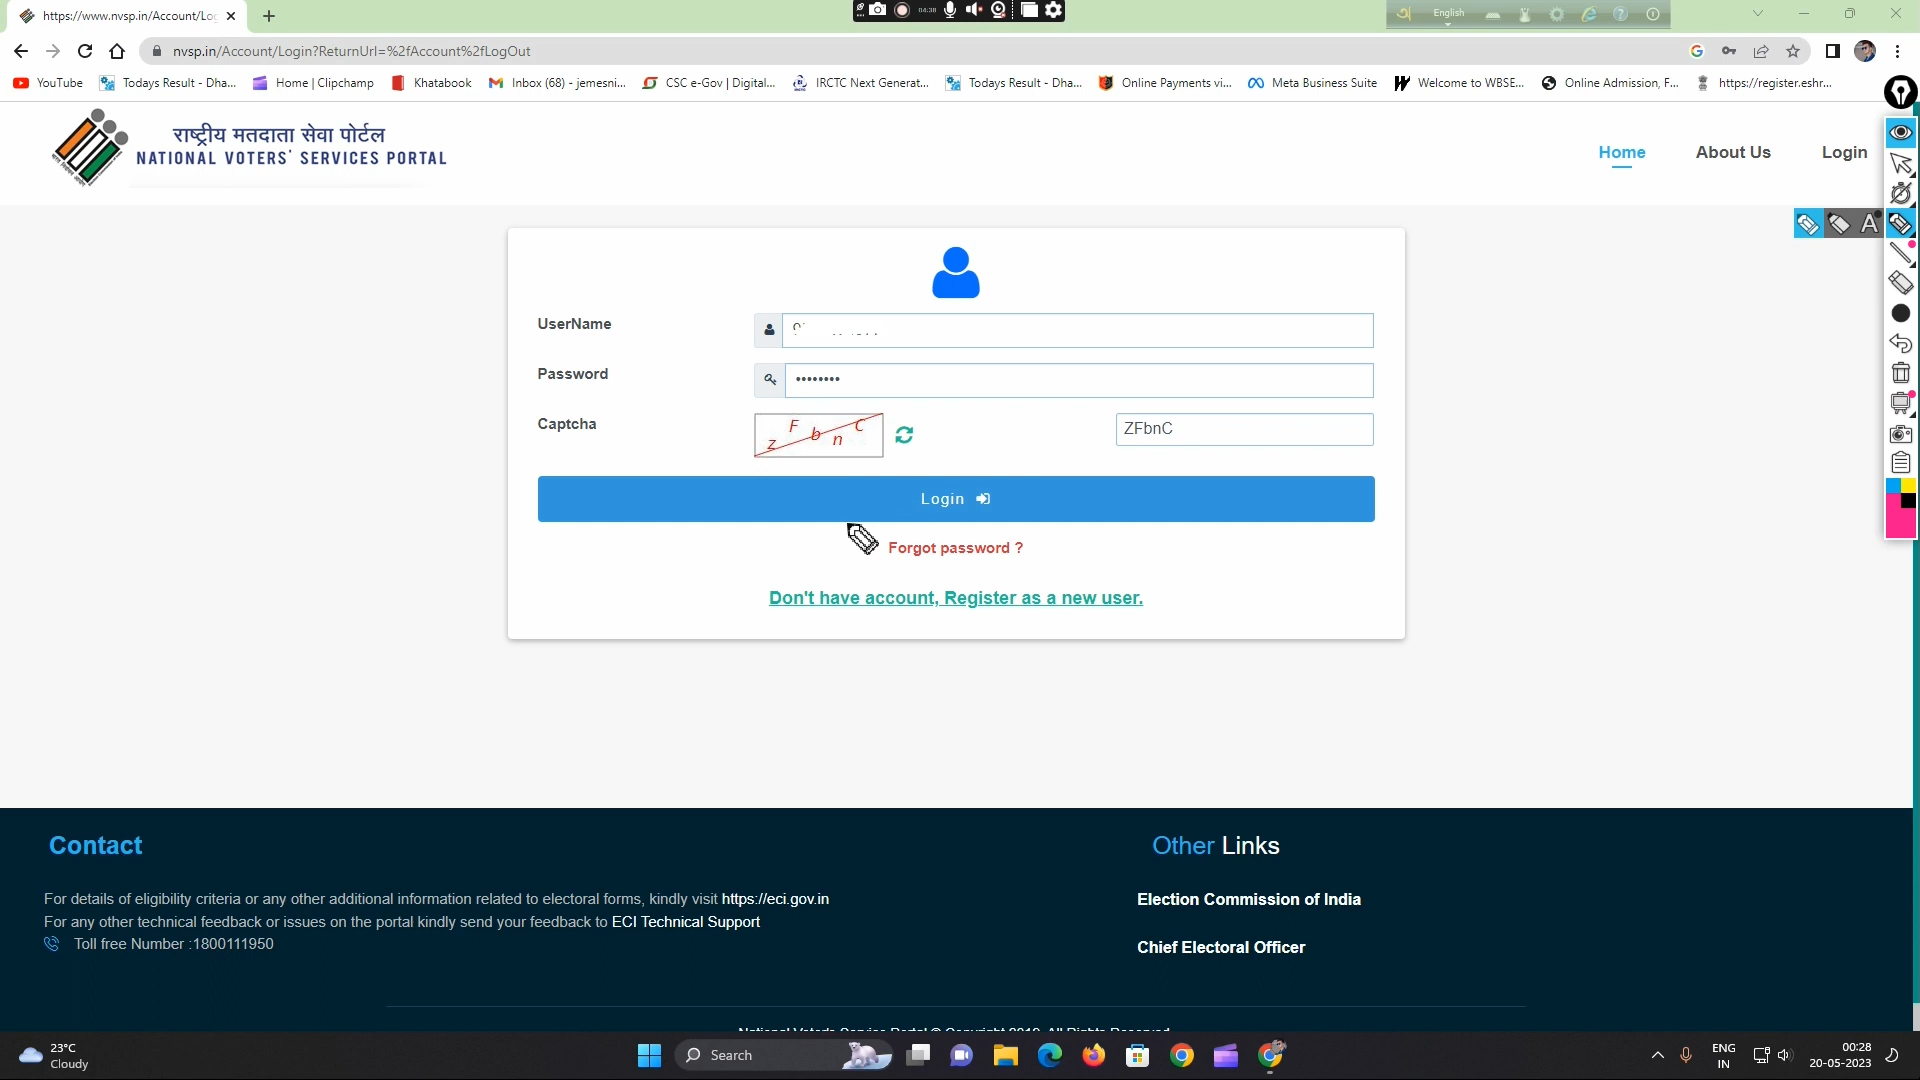 https://www.nvsp.in/Account/Loc
04:38
English
nvsp.in/Account/Login?ReturnUrl=%2fAccount%2fLogOut
YouTube
Todays Result - Dha...
Home | Clipchamp
Khatabook
Inbox (68) - jemesni...
CSC e-Gov | Digital...
IRCTC Next Generat...
Todays Result - Dha...
Online Payments vi...
Meta Business Suite
Welcome to WBSE...
Online Admission, F...
https://register.eshr...
राष्ट्रीय मतदाता सेवा पोर्टल
NATIONAL VOTERS' SERVICES PORTAL
Home
About Us
Login
A
UserName
Password
••••••••
Captcha
z F b n C
ZFbnC
Login
Forgot password ?
Don't have account, Register as a new user.
Contact
For details of eligibility criteria or any other additional information related to electoral forms, kindly visit https://eci.gov.in
For any other technical feedback or issues on the portal kindly send your feedback to ECI Technical Support
Toll free Number :1800111950
Other Links
Election Commission of India
Chief Electoral Officer
23°C
Cloudy
Search
ENG
IN
00:28
20-05-2023